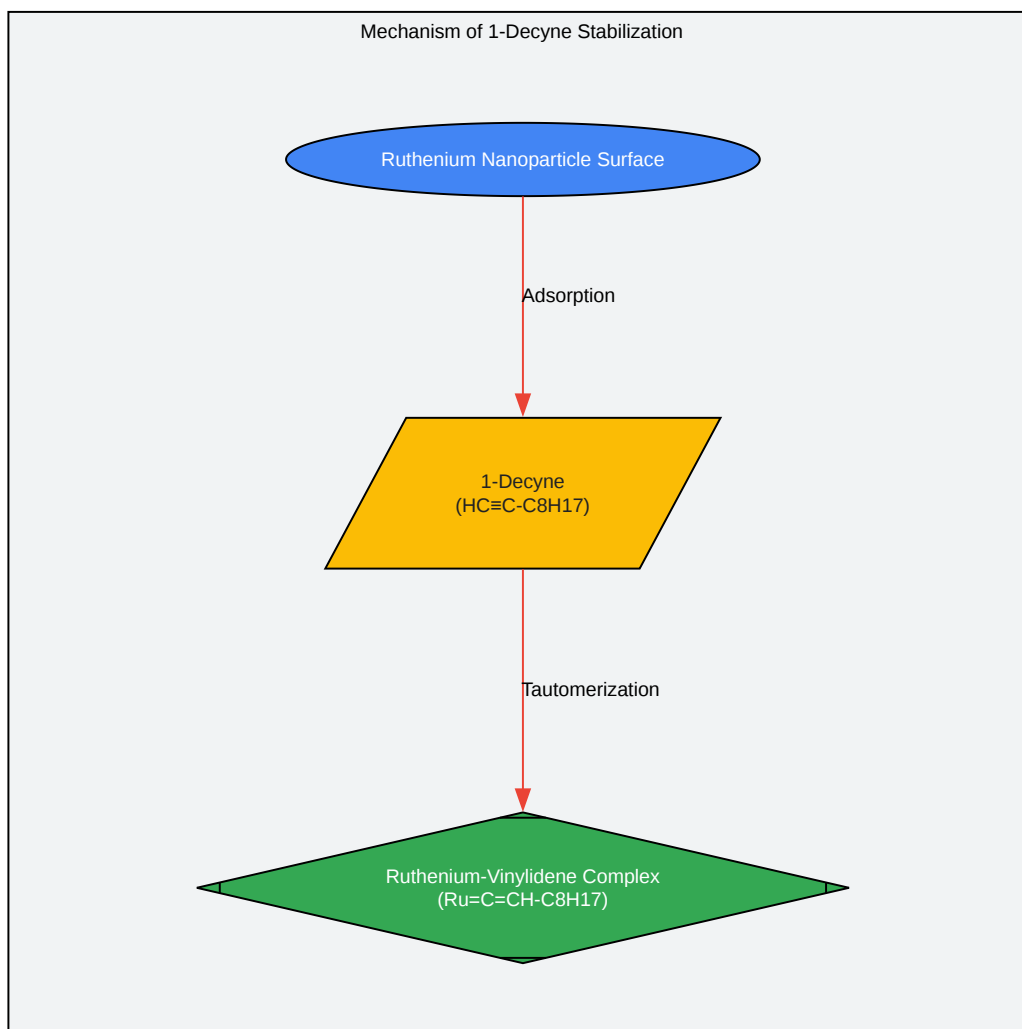 Mechanism of 1-Decyne Stabilization
Ruthenium Nanoparticle Surface
Adsorption
1-Decyne
(HC≡C-C8H17)
Tautomerization
Ruthenium-Vinylidene Complex
(Ru=C=CH-C8H17)